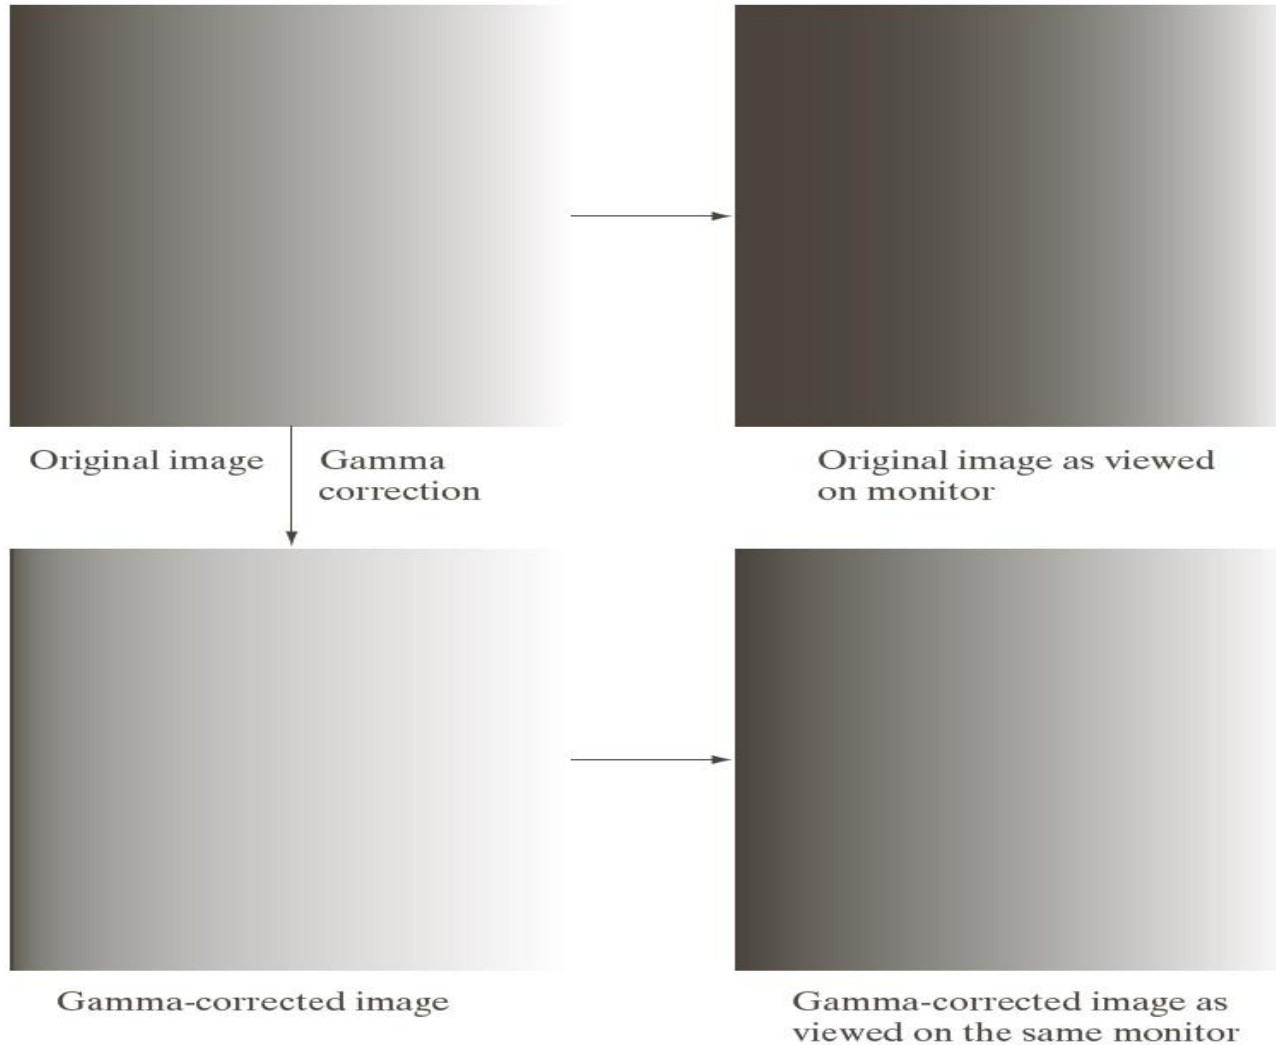 Original image
Gamma
correction
Original image as viewed
on monitor
Gamma-corrected image
Gamma-corrected image as
viewed on the same monitor